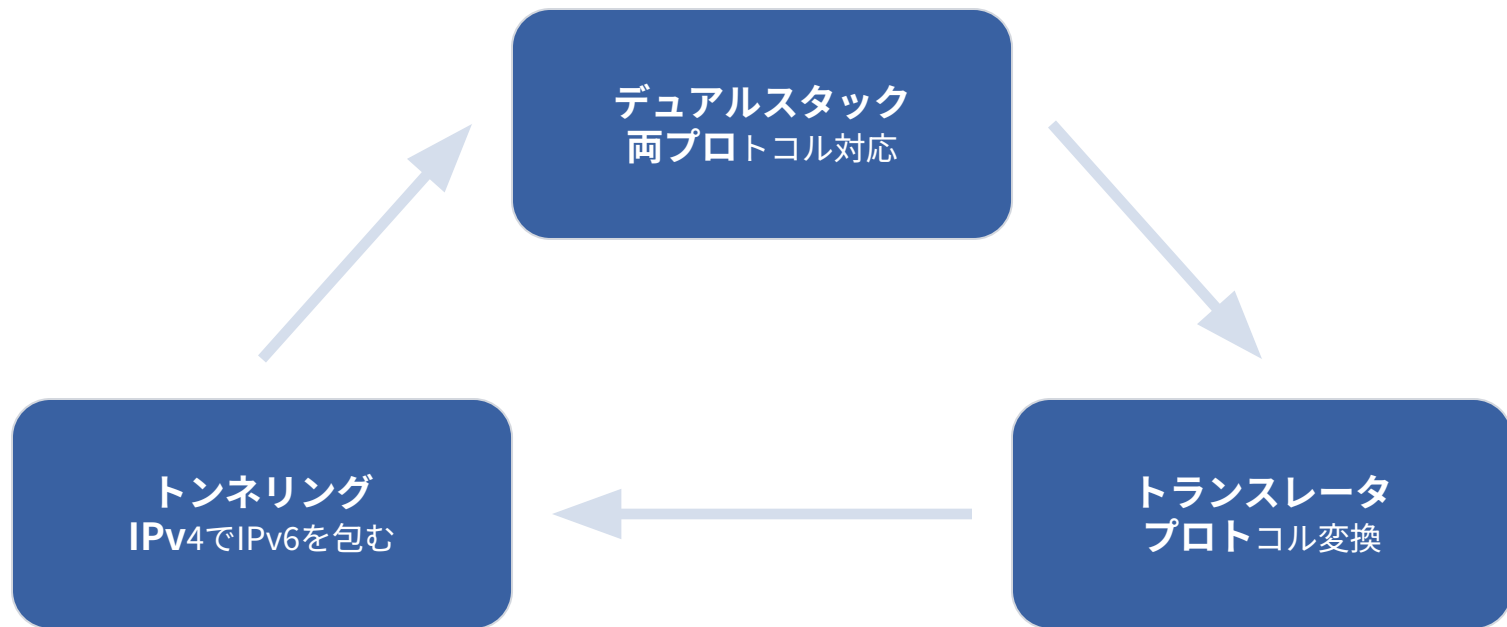 デュアルスタック
両プロトコル対応
トンネリング
IPv4でIPv6を包む
トランスレータ
プロトコル変換